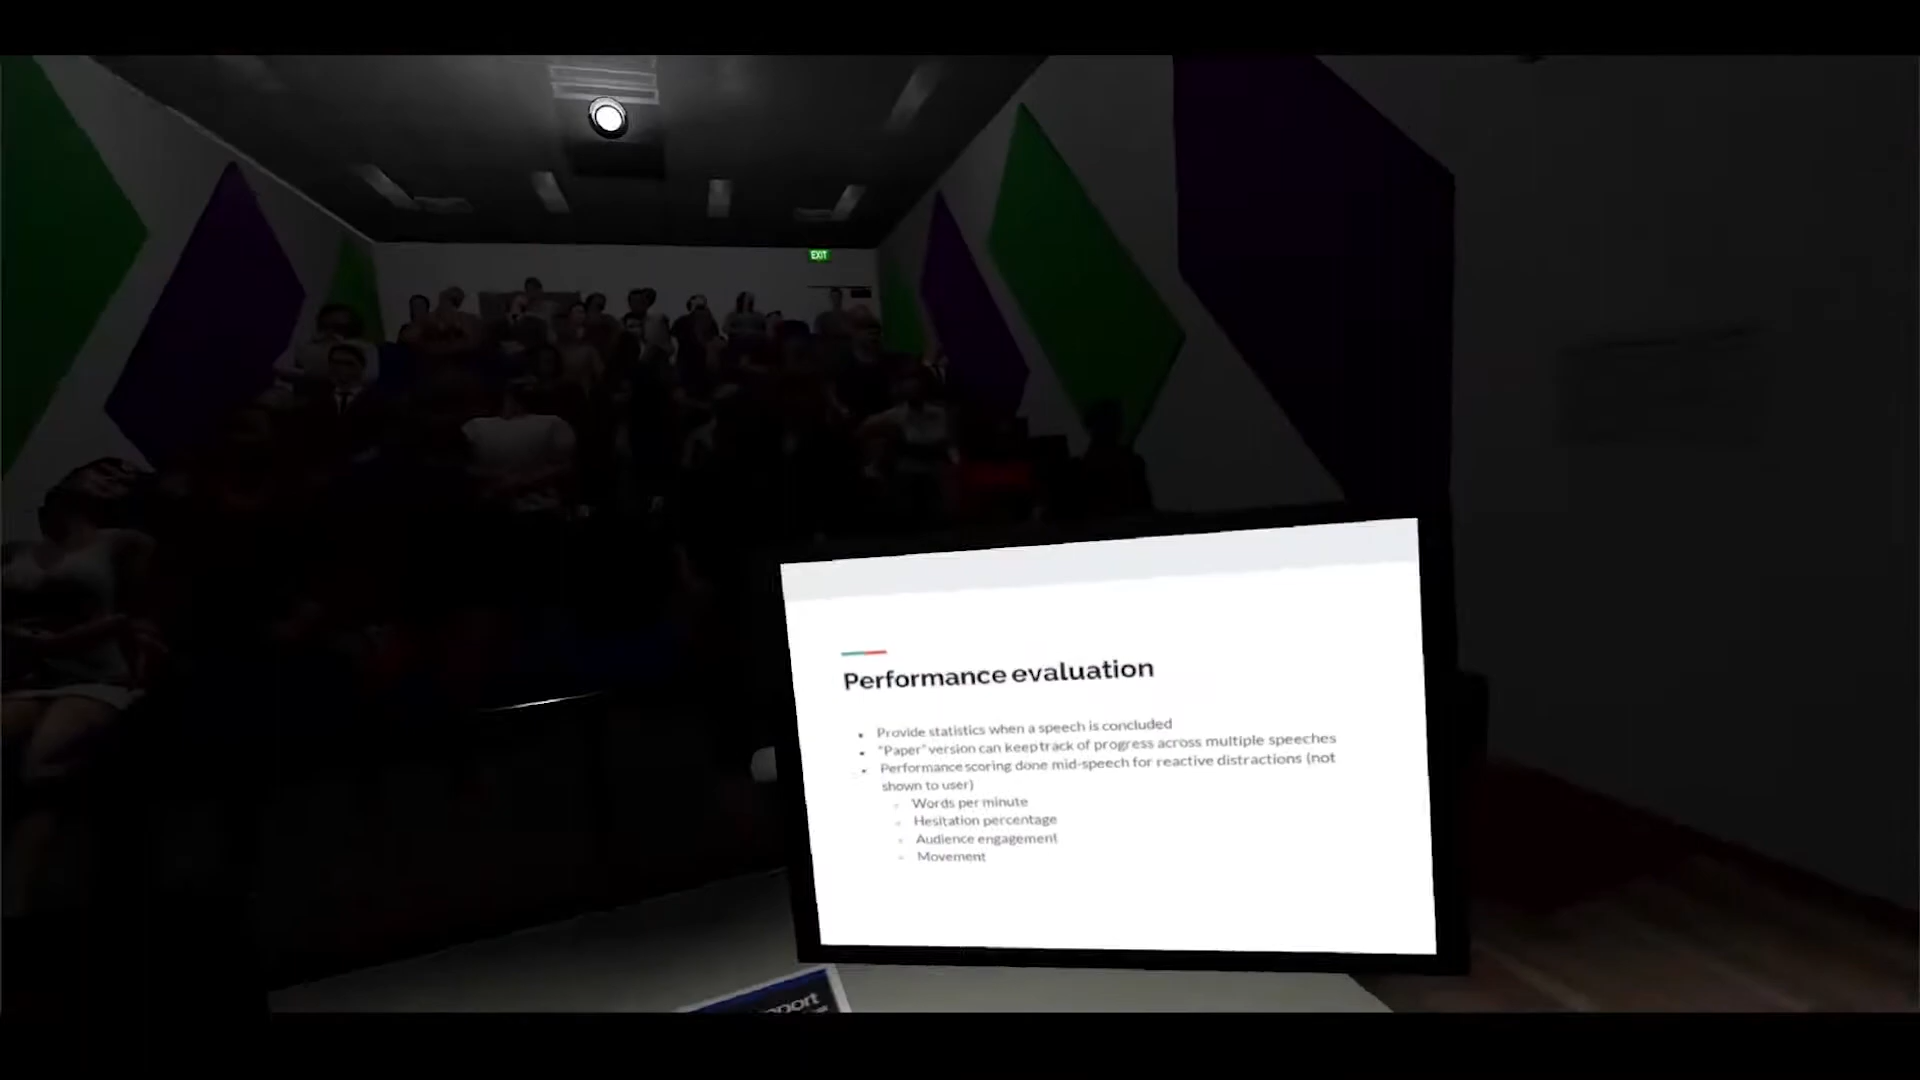 EXIT
Performance evaluation
Provide statistics when a speech is concluded
"Paper" version can keep track of progress across multiple speeches
Performance scoring done mid-speech for reactive distractions (not
shown to user)
Words per minute
Hesitation percentage
Audience engagement
Movement